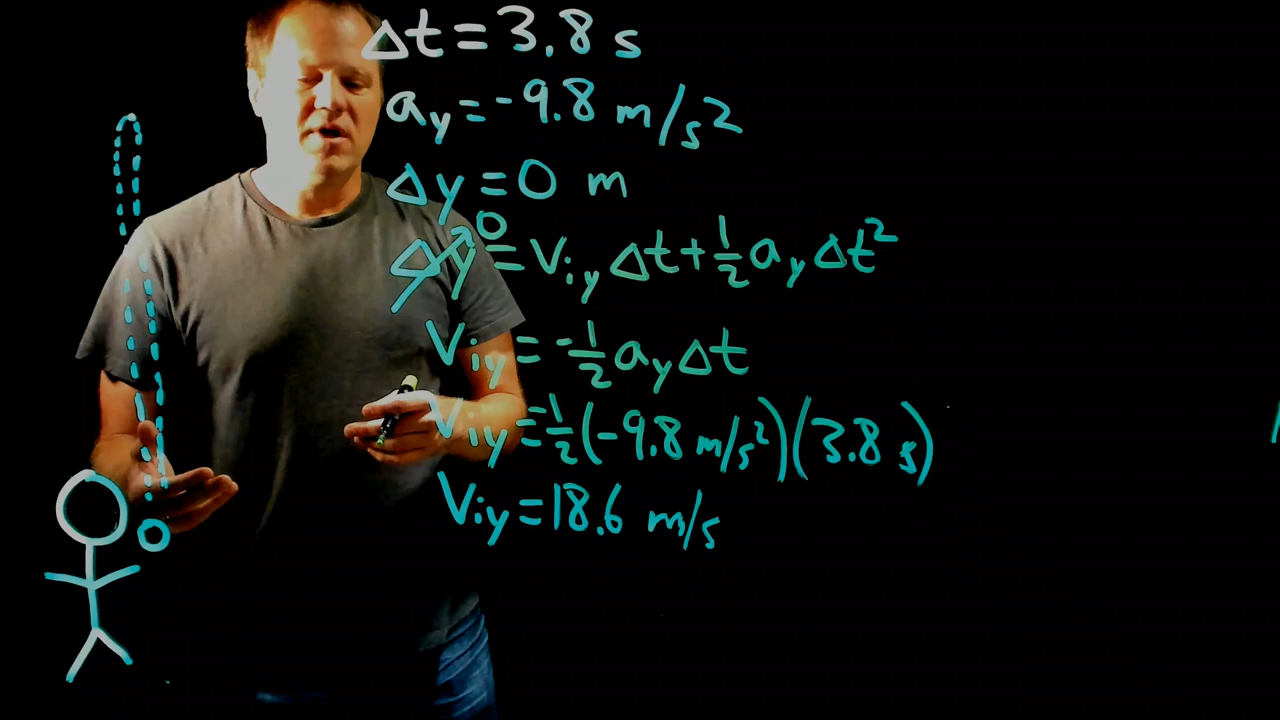 Δt = 3.8 s
ay = -9.8 m/s²
Δy = 0 m
Δy 0 = Viy Δt + 1/2 ay Δt²
Viy = -1/2 ay Δt
Viy = -1/2 (-9.8 m/s²)(3.8 s)
Viy = 18.6 m/s